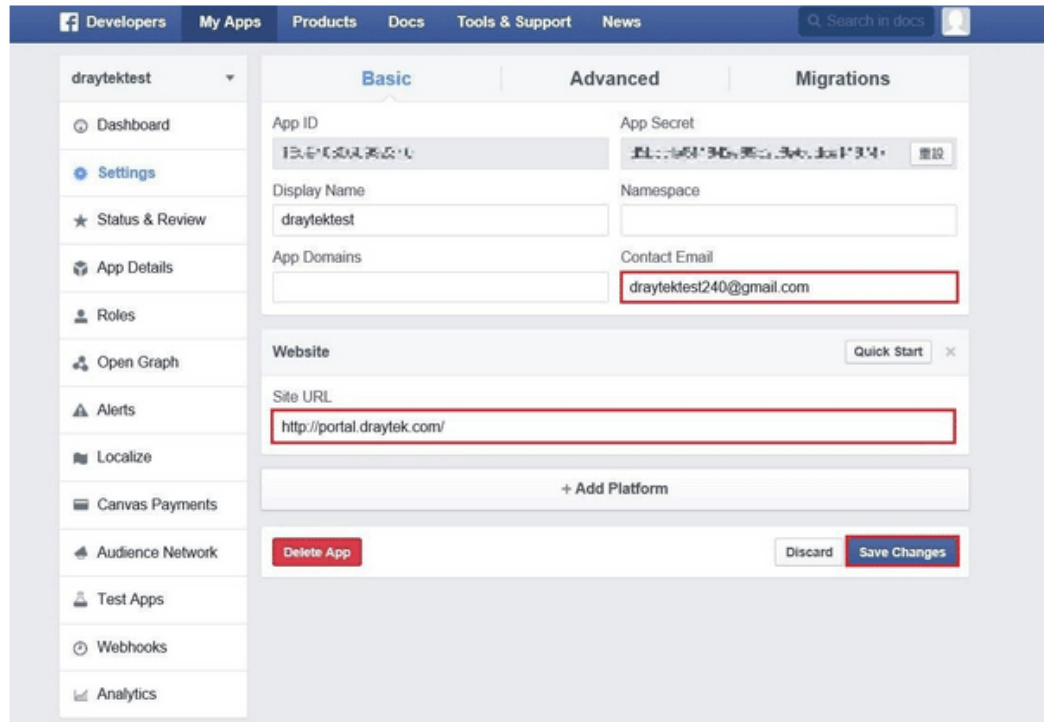 Developers My Apps Products Docs Tools & Support News Search in docs
draytektest
Dashboard
Settings
Status & Review
App Details
Roles
Open Graph
Alerts
Localize
Canvas Payments
Audience Network
Test Apps
Webhooks
Analytics
Basic Advanced Migrations
App ID App Secret
重設
Display Name Namespace
draytektest
App Domains Contact Email
draytektest240@gmail.com
Website Quick Start
Site URL
http://portal.draytek.com/
+ Add Platform
Delete App Discard Save Changes